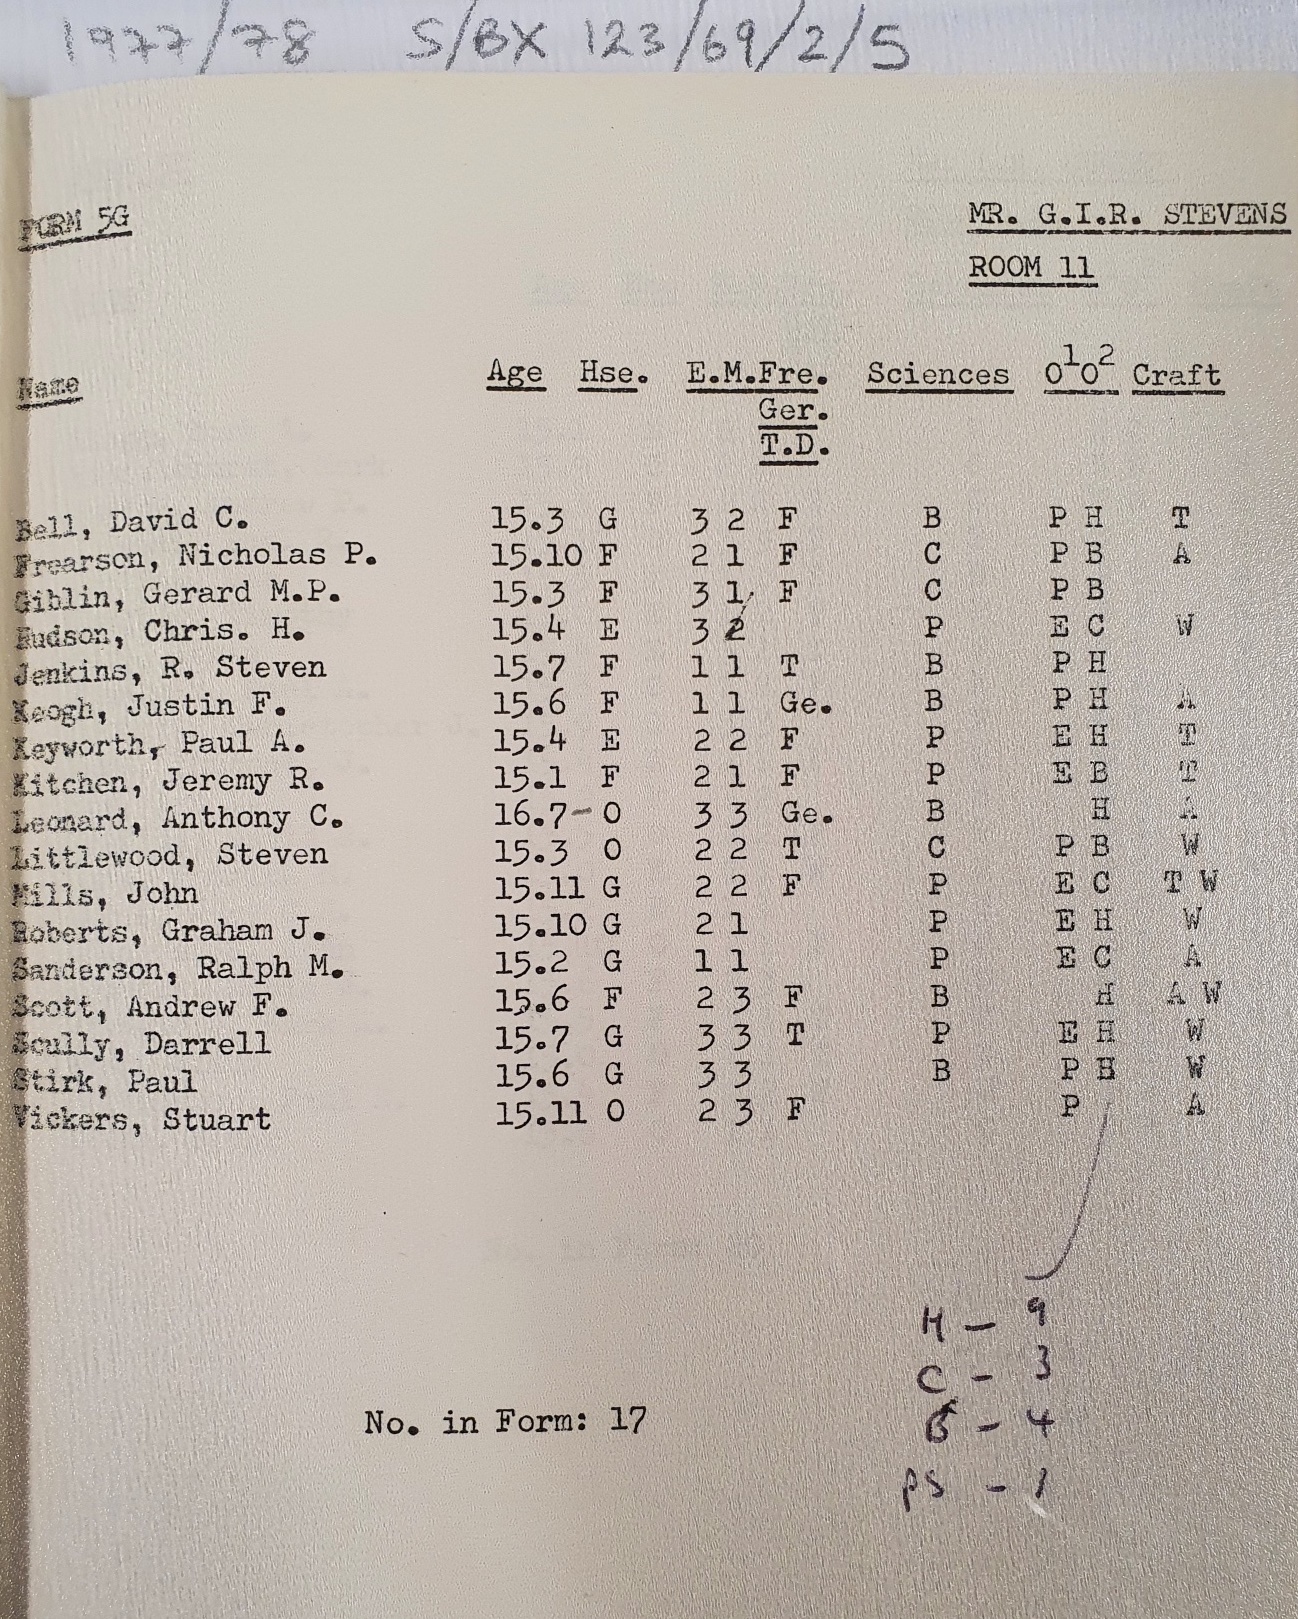 1977/78 S/BX 123/69/2/5
FORM 5G
MR. G.I.R. STEVENS
ROOM 11
Name Age Hse. E.M.Fre. Sciences O¹O² Craft
Ger.
T.D.
Bell, David C. 15.3 G 3 2 F B P H T
Frearson, Nicholas P. 15.10 F 2 1 F C P B A
Giblin, Gerard M.P. 15.3 F 3 1 F C P B
Hudson, Chris. H. 15.4 E 3 2 P E C W
Jenkins, R. Steven 15.7 F 1 1 T B P H
Keogh, Justin F. 15.6 F 1 1 Ge. B P H A
Keyworth, Paul A. 15.4 E 2 2 F P E H T
Kitchen, Jeremy R. 15.1 F 2 1 F P E B T
Leonard, Anthony C. 16.7- O 3 3 Ge. B H A
Littlewood, Steven 15.3 O 2 2 T C P B W
Mills, John 15.11 G 2 2 F P E C T W
Roberts, Graham J. 15.10 G 2 1 P E H W
Sanderson, Ralph M. 15.2 G 1 1 P E C A
Scott, Andrew F. 15.6 F 2 3 F B H A W
Scully, Darrell 15.7 G 3 3 T P E H W
Stirk, Paul 15.6 G 3 3 B P H W
Vickers, Stuart 15.11 O 2 3 F P A
H - 9
C - 3
No. in Form: 17
B - 4
PS - 1